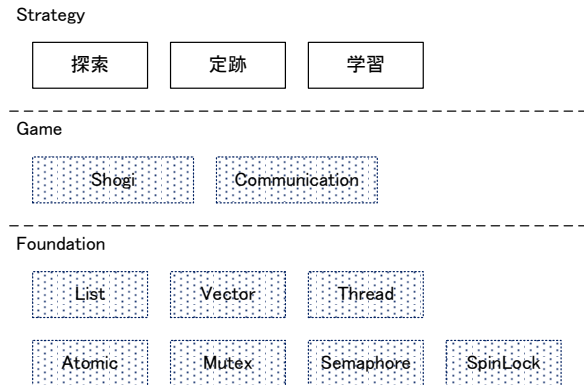 Strategy
探索 定跡 学習
Game
Shogi Communication
Foundation
List Vector Thread
Atomic Mutex Semaphore SpinLock